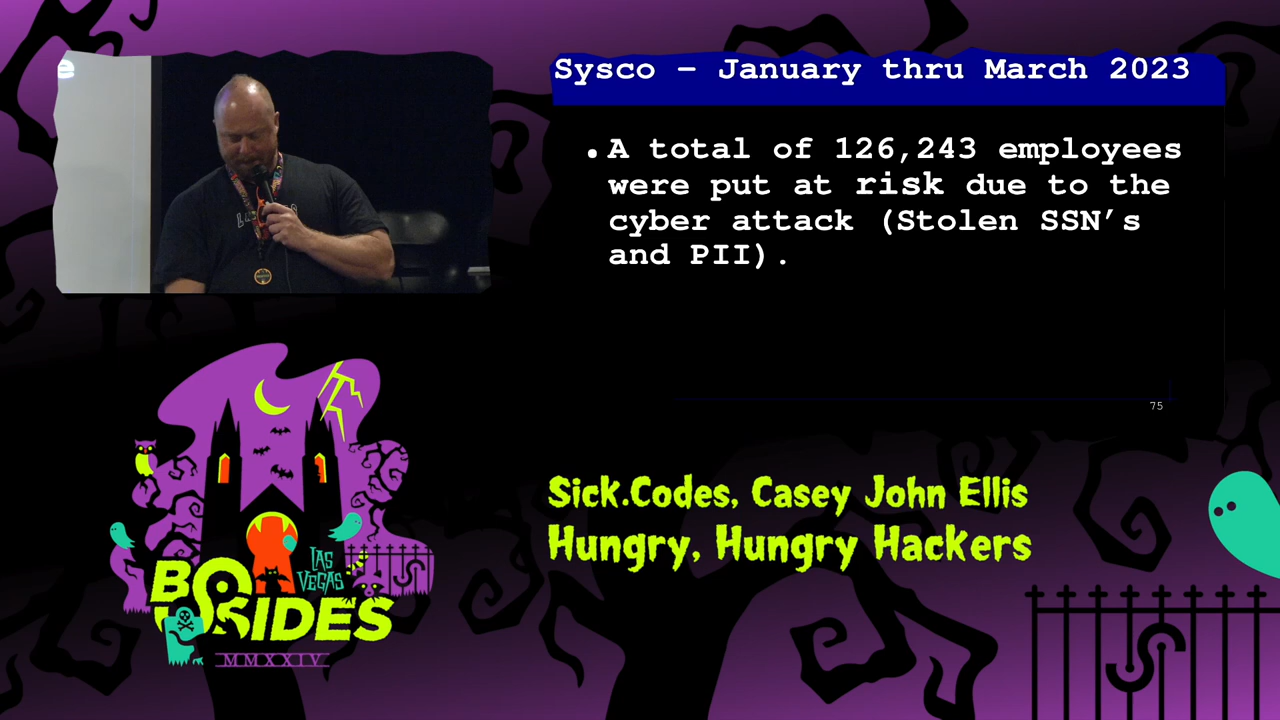 e
Sysco – January thru March 2023
• A total of 126,243 employees
were put at risk due to the
cyber attack (Stolen SSN’s
and PII).
75
Sick.Codes, Casey John Ellis
Hungry, Hungry Hackers
LAS
VEGAS
BSIDES
MMXXIV